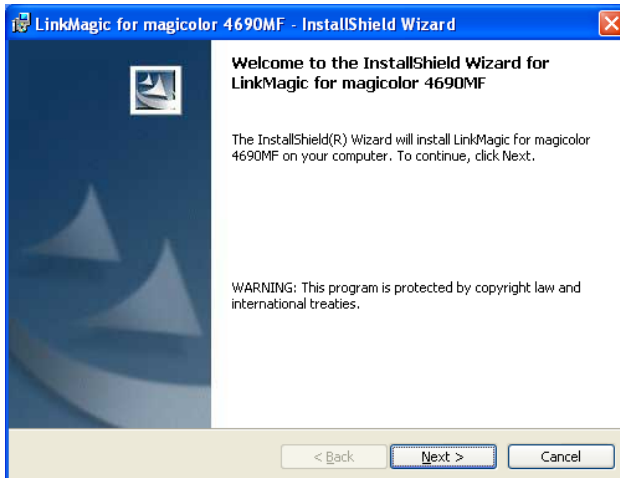 LinkMagic for magicolor 4690MF - InstallShield Wizard
Welcome to the InstallShield Wizard for
LinkMagic for magicolor 4690MF
The InstallShield(R) Wizard will install LinkMagic for magicolor
4690MF on your computer. To continue, click Next.
WARNING: This program is protected by copyright law and
international treaties.
< Back
Next >
Cancel